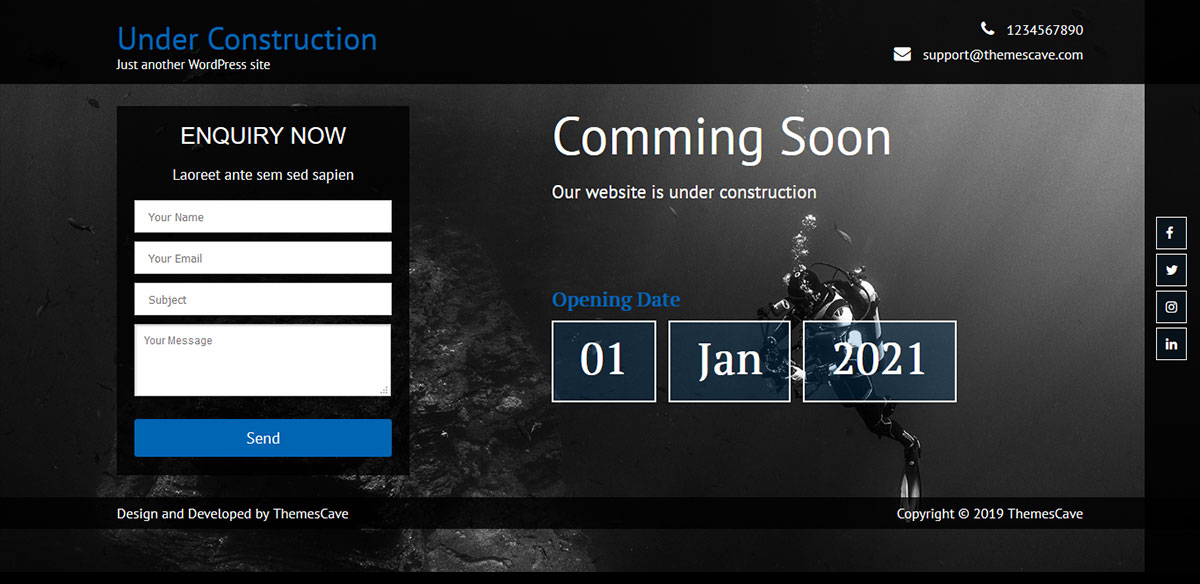 Under Construction
Just another WordPress site
1234567890
support@themescave.com
ENQUIRY NOW
Laoreet ante sem sed sapien
Your Name
Your Email
Subject
Your Message
Send
Comming Soon
Our website is under construction
Opening Date
01 Jan 2021
Design and Developed by ThemesCave
Copyright © 2019 ThemesCave